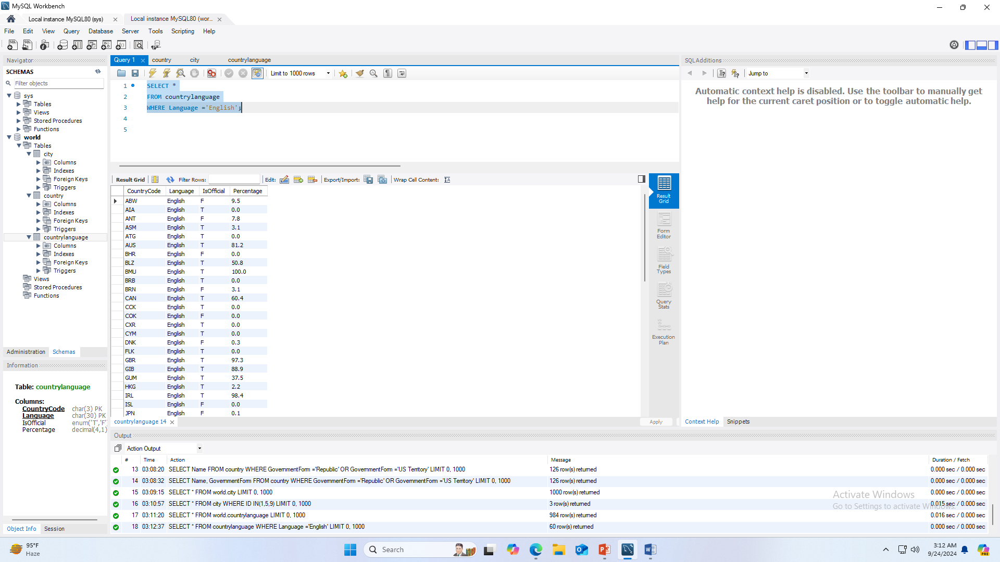 MySQL Workbench
Local instance MySQL80 (sys)
Local instance MySQL80 (wor...
File Edit View Query Database Server Tools Scripting Help
Navigator
SCHEMAS
Filter objects
sys
Tables
Views
Stored Procedures
Functions
world
Tables
city
Columns
Indexes
Foreign Keys
Triggers
country
Columns
Indexes
Foreign Keys
Triggers
countrylanguage
Columns
Indexes
Foreign Keys
Triggers
Views
Stored Procedures
Functions
Administration Schemas
Information
Table: countrylanguage
Columns:
CountryCode char(3) PK
Language char(30) PK
IsOfficial enum('T','F')
Percentage decimal(4,1)
Object Info Session
Query 1 country city countrylanguage
Limit to 1000 rows
1 SELECT *
2 FROM countrylanguage
3 WHERE Language ='English';
4
5
Result Grid Filter Rows: Edit: Export/Import: Wrap Cell Content:
CountryCode Language IsOfficial Percentage
ABW English F 9.5
AIA English T 0.0
ANT English F 7.8
ASM English T 3.1
ATG English T 0.0
AUS English T 81.2
BHR English F 0.0
BLZ English T 50.8
BMU English T 100.0
BRB English T 0.0
BRN English F 3.1
CAN English T 60.4
CCK English T 0.0
COK English F 0.0
CXR English T 0.0
CYM English T 0.0
DNK English F 0.3
FLK English T 0.0
GBR English T 97.3
GIB English T 88.9
GUM English T 37.5
HKG English T 2.2
IRL English T 98.4
ISL English F 0.0
JPN English F 0.1
Result
Grid
Form
Editor
Field
Types
Query
Stats
Execution
Plan
countrylanguage 14
Apply
SQLAdditions
Jump to
Automatic context help is disabled. Use the toolbar to manually get
help for the current caret position or to toggle automatic help.
Context Help Snippets
Output
Action Output
# Time Action Message Duration / Fetch
13 03:08:20 SELECT Name FROM country WHERE GovernmentForm ='Republic' OR GovernmentForm ='US Territory' LIMIT 0, 1000 126 row(s) returned 0.000 sec / 0.000 sec
14 03:08:32 SELECT Name, GovernmentForm FROM country WHERE GovernmentForm ='Republic' OR GovernmentForm ='US Territory' LIMIT 0, 1000 126 row(s) returned 0.000 sec / 0.000 sec
15 03:09:15 SELECT * FROM world.city LIMIT 0, 1000 1000 row(s) returned 0.000 sec / 0.000 sec
16 03:10:57 SELECT * FROM city WHERE ID IN(1,5,9) LIMIT 0, 1000 3 row(s) returned 0.015 sec / 0.000 sec
17 03:11:20 SELECT * FROM world.countrylanguage LIMIT 0, 1000 984 row(s) returned 0.016 sec / 0.000 sec
18 03:12:37 SELECT * FROM countrylanguage WHERE Language ='English' LIMIT 0, 1000 60 row(s) returned 0.000 sec / 0.000 sec
Activate Windows
Go to Settings to activate Windows.
95°F
Haze
Search
3:12 AM
9/24/2024
PRE